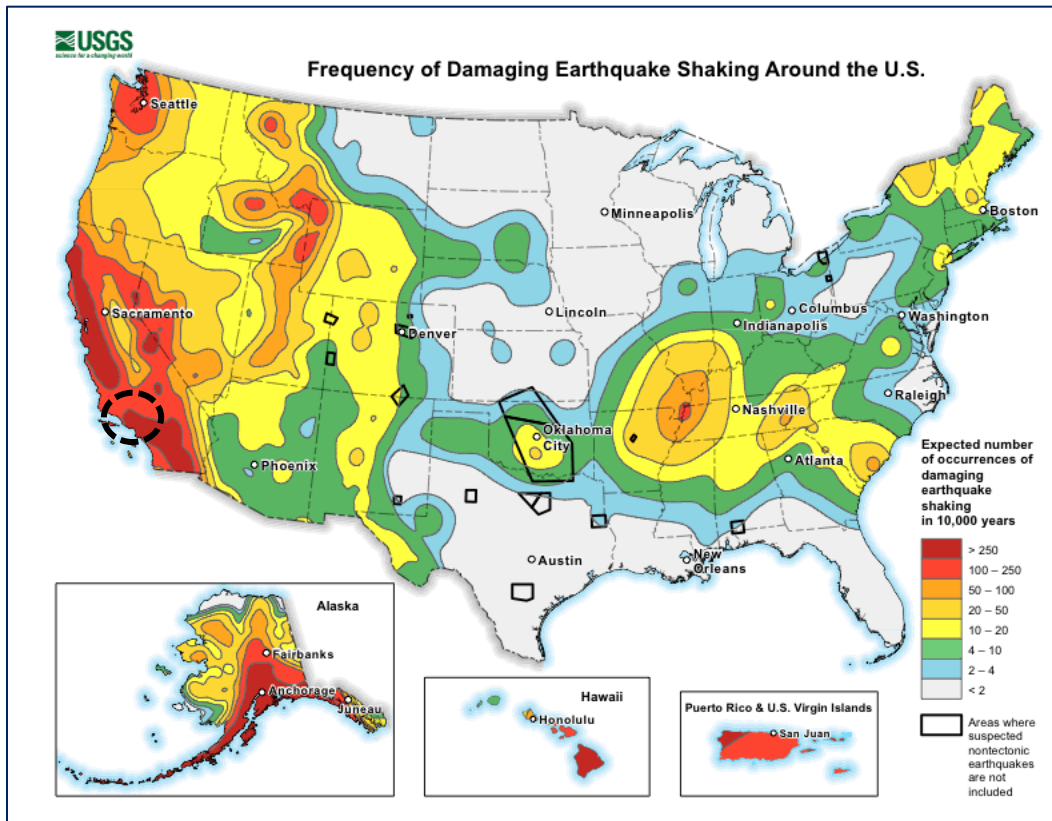 USGS
science for a changing world
Frequency of Damaging Earthquake Shaking Around the U.S.
Seattle
Minneapolis
Boston
Sacramento
Lincoln
Columbus
Denver
Indianapolis
Washington
Oklahoma
City
Nashville
Raleigh
Phoenix
Atlanta
Austin
New
Orleans
Expected number
of occurrences of
damaging
earthquake
shaking
in 10,000 years
> 250
100 – 250
50 – 100
20 – 50
10 – 20
4 – 10
2 – 4
< 2
Areas where
suspected
nontectonic
earthquakes
are not
included
Alaska
Fairbanks
Anchorage
Juneau
Hawaii
Honolulu
Puerto Rico & U.S. Virgin Islands
San Juan